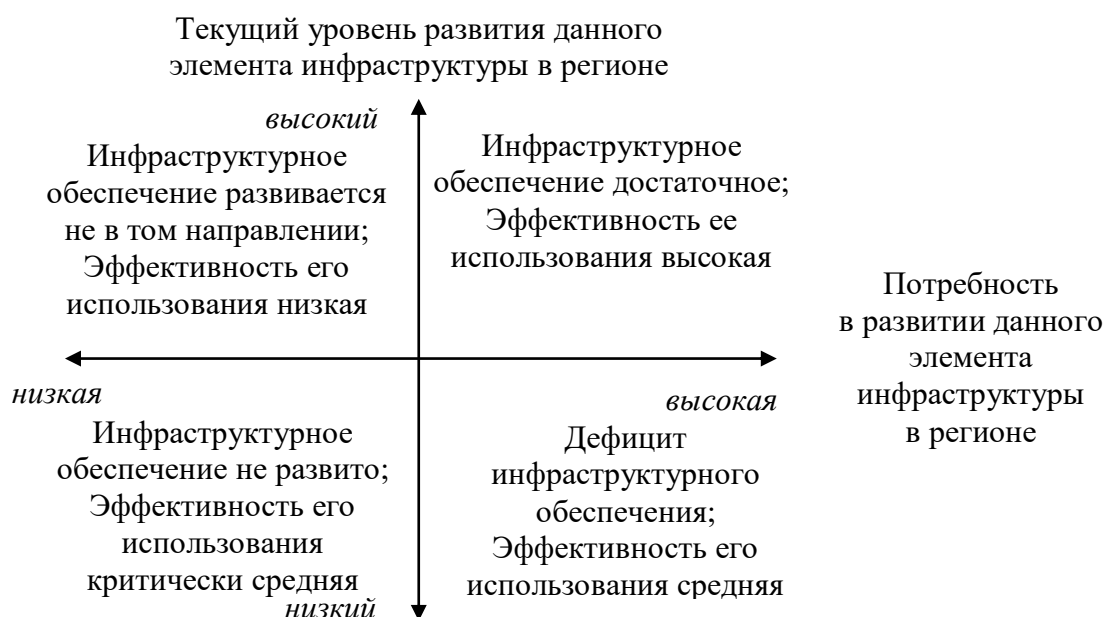 Текущий уровень развития данного
элемента инфраструктуры в регионе
высокий
Инфраструктурное
обеспечение развивается
не в том направлении;
Эффективность его
использования низкая
Инфраструктурное
обеспечение достаточное;
Эффективность ее
использования высокая
Потребность
в развитии данного
элемента
инфраструктуры
в регионе
низкая
высокая
Инфраструктурное
обеспечение не развито;
Эффективность его
использования
критически средняя
Дефицит
инфраструктурного
обеспечения;
Эффективность его
использования средняя
низкий